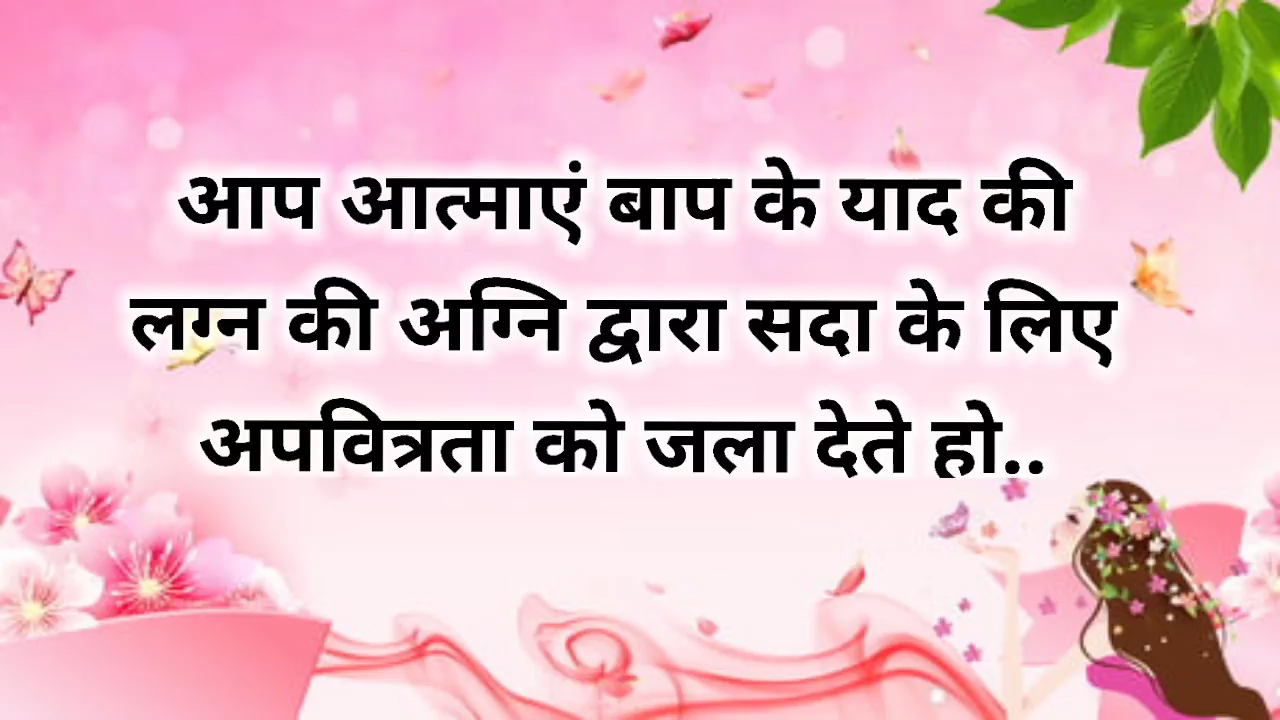 आप आत्माएं बाप के याद की
लग्न की अग्नि द्वारा सदा के लिए
अपवित्रता को जला देते हो..